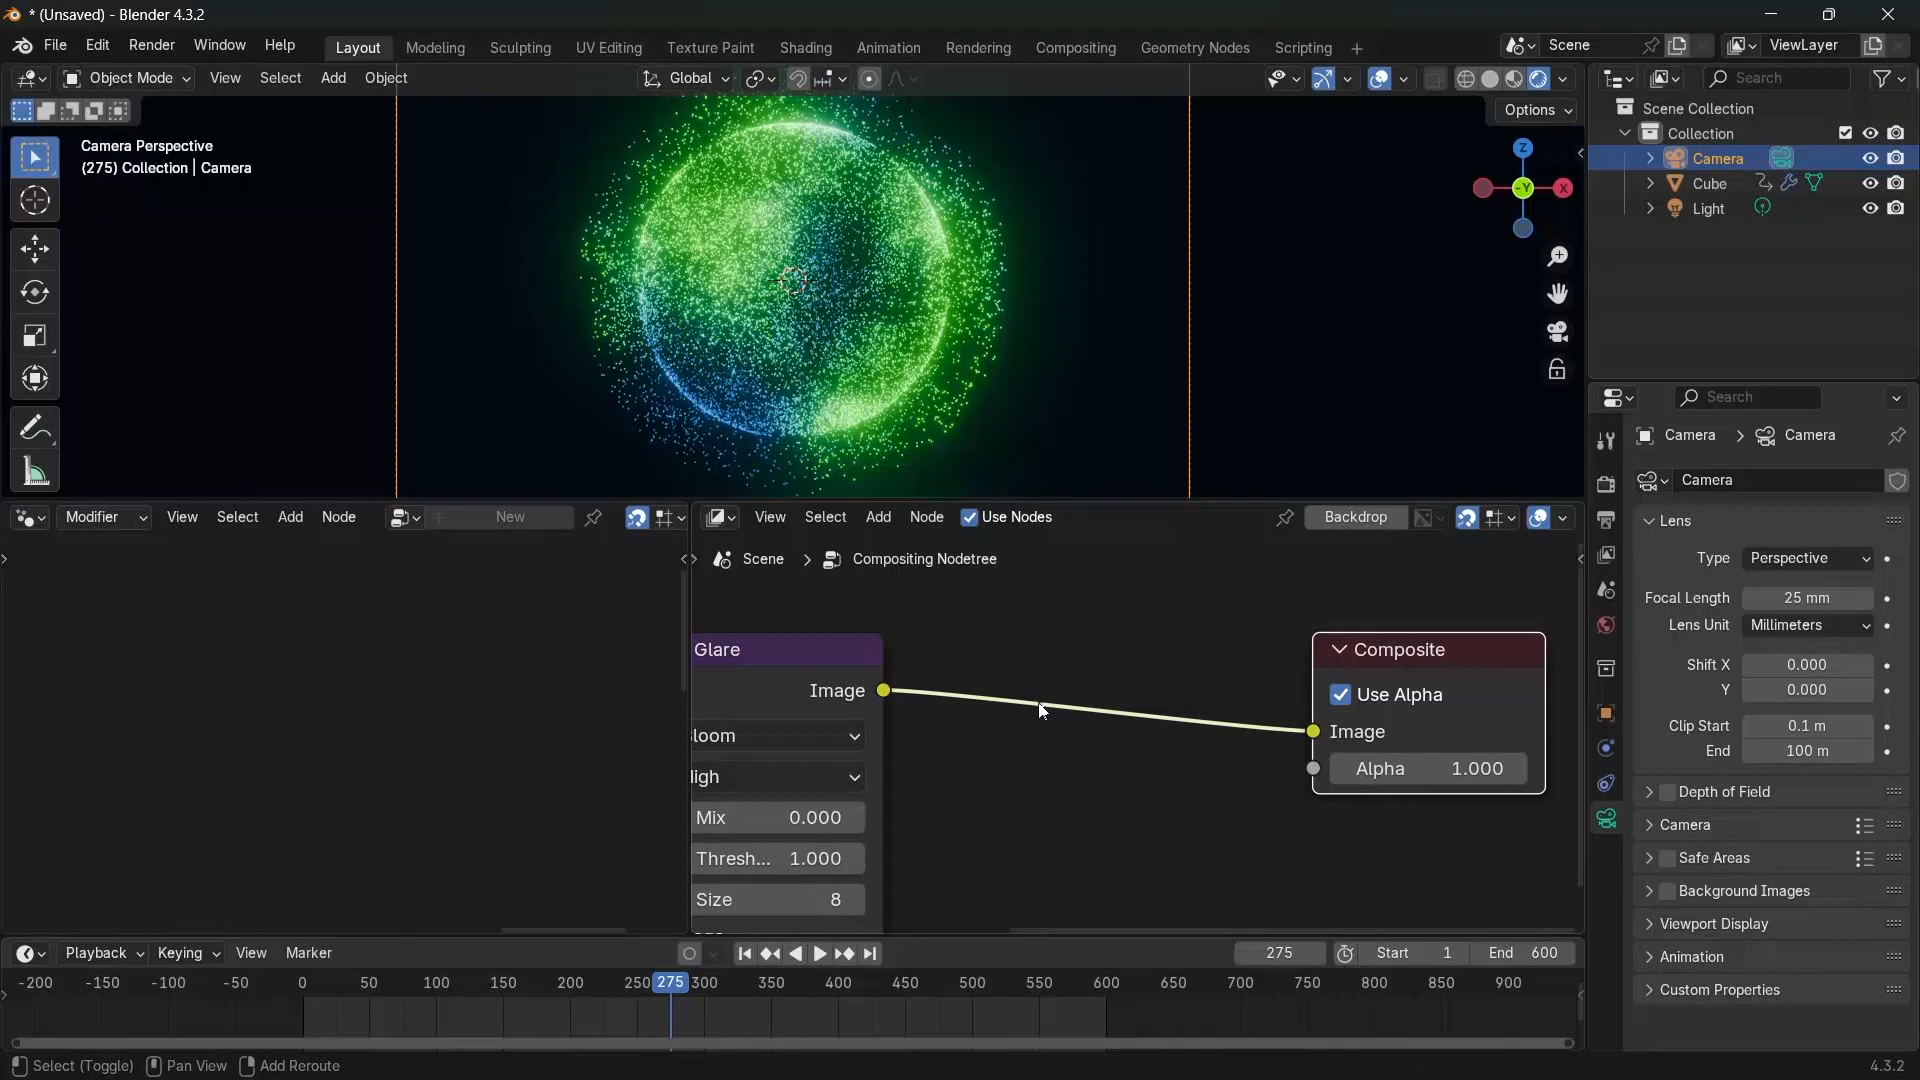 * (Unsaved) - Blender 4.3.2
File Edit Render Window Help Layout Modeling Sculpting UV Editing Texture Paint Shading Animation Rendering Compositing Geometry Nodes Scripting + Scene ViewLayer
Object Mode View Select Add Object Global Search
Options
Scene Collection
Collection
Camera
Cube
Light
Camera Perspective
(275) Collection | Camera
Z
-Y
X
Search
Camera > Camera
Camera
Lens
Type Perspective
Focal Length 25 mm
Lens Unit Millimeters
Shift X 0.000
Y 0.000
Clip Start 0.1 m
End 100 m
Depth of Field
Camera
Safe Areas
Background Images
Viewport Display
Animation
Custom Properties
Modifier View Select Add Node New
View Select Add Node Use Nodes Backdrop
Scene > Compositing Nodetree
Glare
Image
loom
igh
Mix 0.000
Thresh... 1.000
Size 8
Composite
Use Alpha
Image
Alpha 1.000
Playback Keying View Marker 275 Start 1 End 600
-200 -150 -100 -50 0 50 100 150 200 250 275 300 350 400 450 500 550 600 650 700 750 800 850 900
Select (Toggle) Pan View Add Reroute 4.3.2